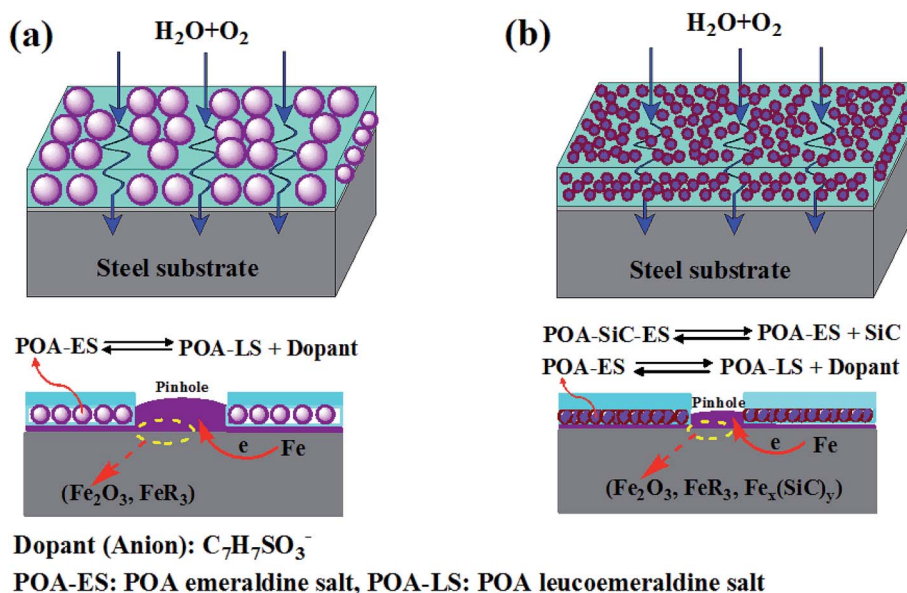 (a)
H₂O+O₂
Steel substrate
POA-ES ⇌ POA-LS + Dopant
Pinhole
e
Fe
(Fe₂O₃, FeR₃)
(b)
H₂O+O₂
Steel substrate
POA-SiC-ES ⇌ POA-ES + SiC
POA-ES ⇌ POA-LS + Dopant
Pinhole
e
Fe
(Fe₂O₃, FeR₃, Feₓ(SiC)ᵧ)
Dopant (Anion): C₇H₇SO₃⁻
POA-ES: POA emeraldine salt, POA-LS: POA leucoemeraldine salt